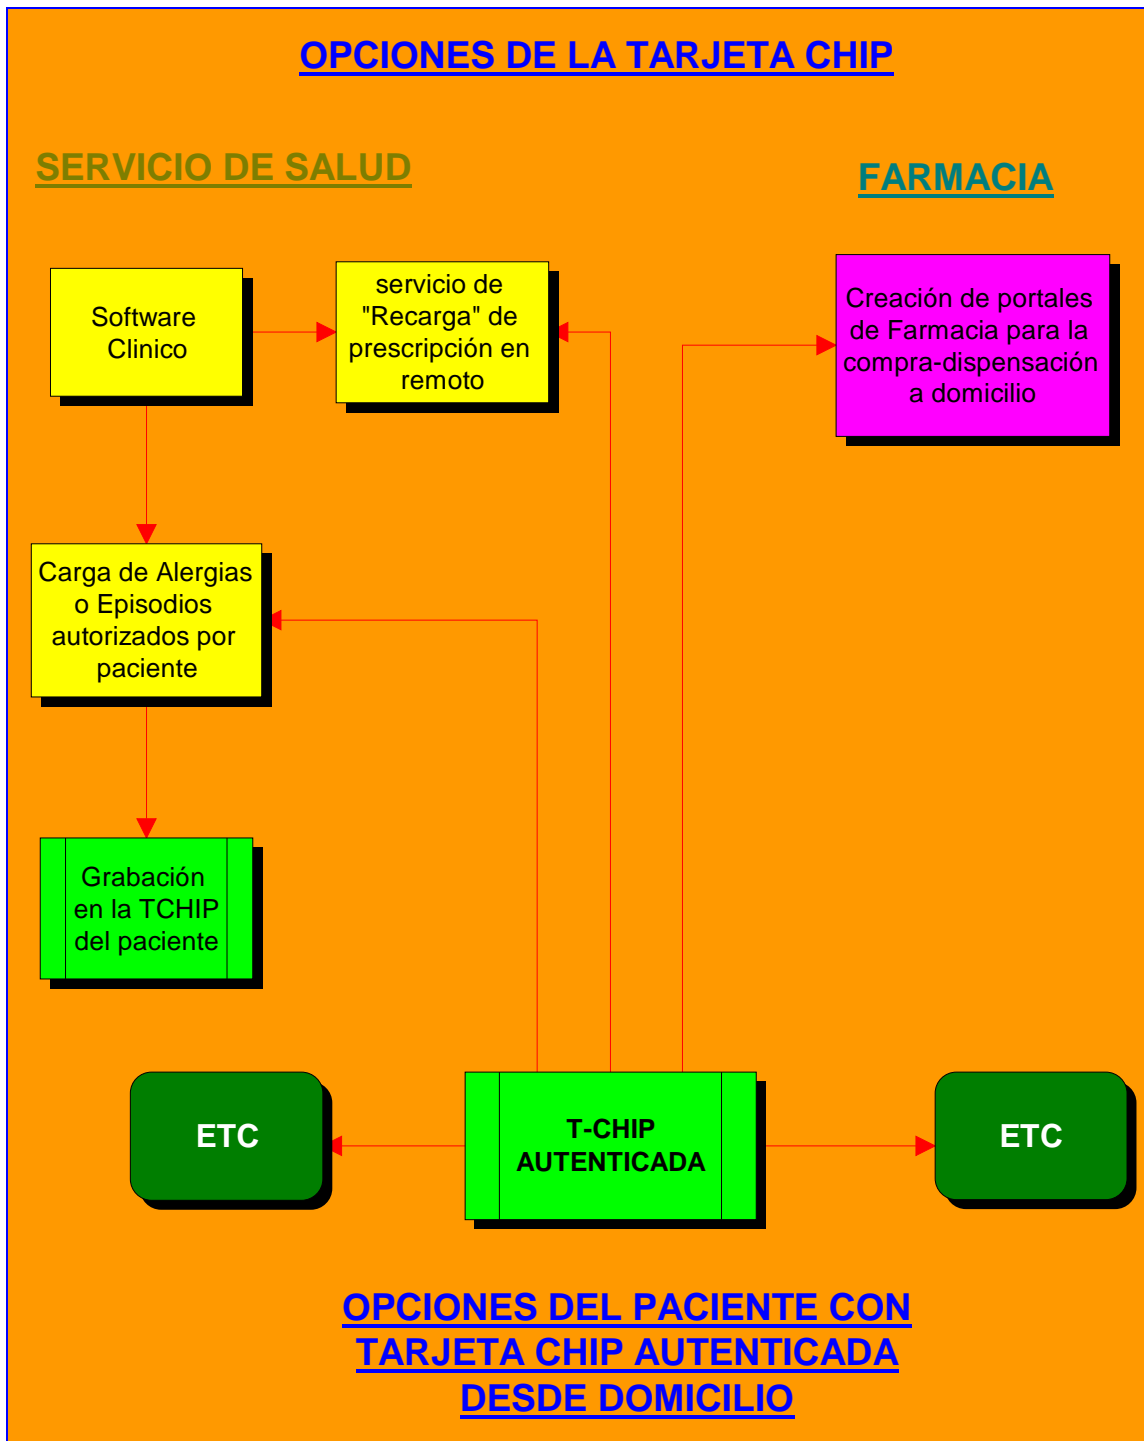 OPCIONES DE LA TARJETA CHIP
SERVICIO DE SALUD
FARMACIA
Software
Clinico
servicio de
"Recarga" de
prescripción en
remoto
Creación de portales
de Farmacia para la
compra-dispensación
a domicilio
Carga de Alergias
o Episodios
autorizados por
paciente
Grabación
en la TCHIP
del paciente
ETC
T-CHIP
AUTENTICADA
ETC
OPCIONES DEL PACIENTE CON
TARJETA CHIP AUTENTICADA
DESDE DOMICILIO